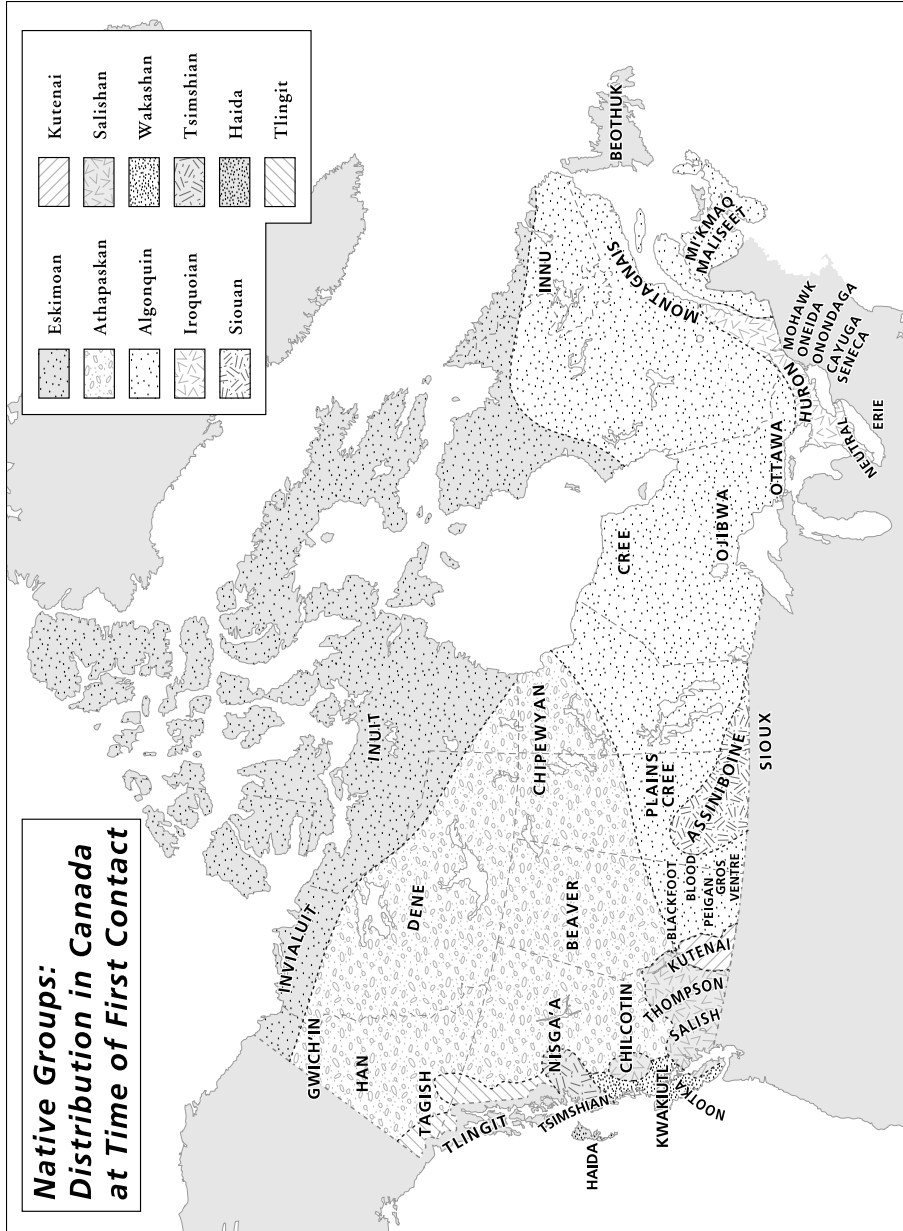 Native Groups:
Distribution in Canada
at Time of First Contact
Eskimoan
Athapaskan
Algonquin
Iroquoian
Siouan
Kutenai
Salishan
Wakashan
Tsimshian
Haida
Tlingit
INVIALUIT
INUIT
GWICH'IN
HAN
DENE
TAGISH
TLINGIT
CHIPEWYAN
BEAVER
NISGA'A
TSIMSHIAN
HAIDA
CHILCOTIN
KWAKIUTL
NOOTKA
THOMPSON
SALISH
KUTENAI
BLACKFOOT
BLOOD
PEIGAN
GROS
VENTRE
PLAINS
CREE
ASSINIBOINE
SIOUX
CREE
OJIBWA
OTTAWA
INNU
MONTAGNAIS
BEOTHUK
MI'KMAQ
MALISEET
HURON
NEUTRAL
ERIE
MOHAWK
ONEIDA
ONONDAGA
CAYUGA
SENECA